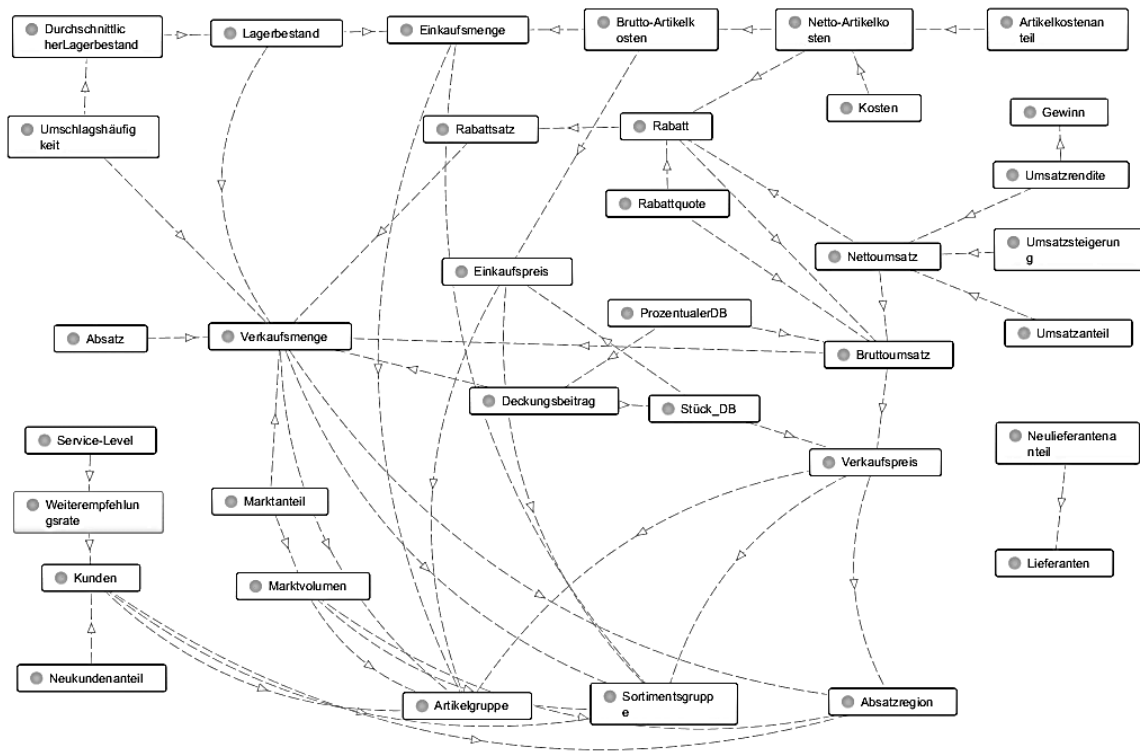 Durchschnittlic
herLagerbestand
Lagerbestand
Einkaufsmenge
Brutto-Artikelk
osten
Netto-Artikelko
sten
Artikelkostenan
teil
Kosten
Gewinn
Umschlagshäufig
keit
Rabattsatz
Rabatt
Umsatzrendite
Rabattquote
Umsatzsteigerun
g
Nettoumsatz
Einkaufspreis
ProzentualerDB
Umsatzanteil
Absatz
Verkaufsmenge
Bruttoumsatz
Deckungsbeitrag
Stück_DB
Service-Level
Verkaufspreis
Neulieferantena
nteil
Weiterempfehlun
gsrate
Marktanteil
Lieferanten
Kunden
Marktvolumen
Neukundenanteil
Artikelgruppe
Sortimentsgrupp
e
Absatzregion